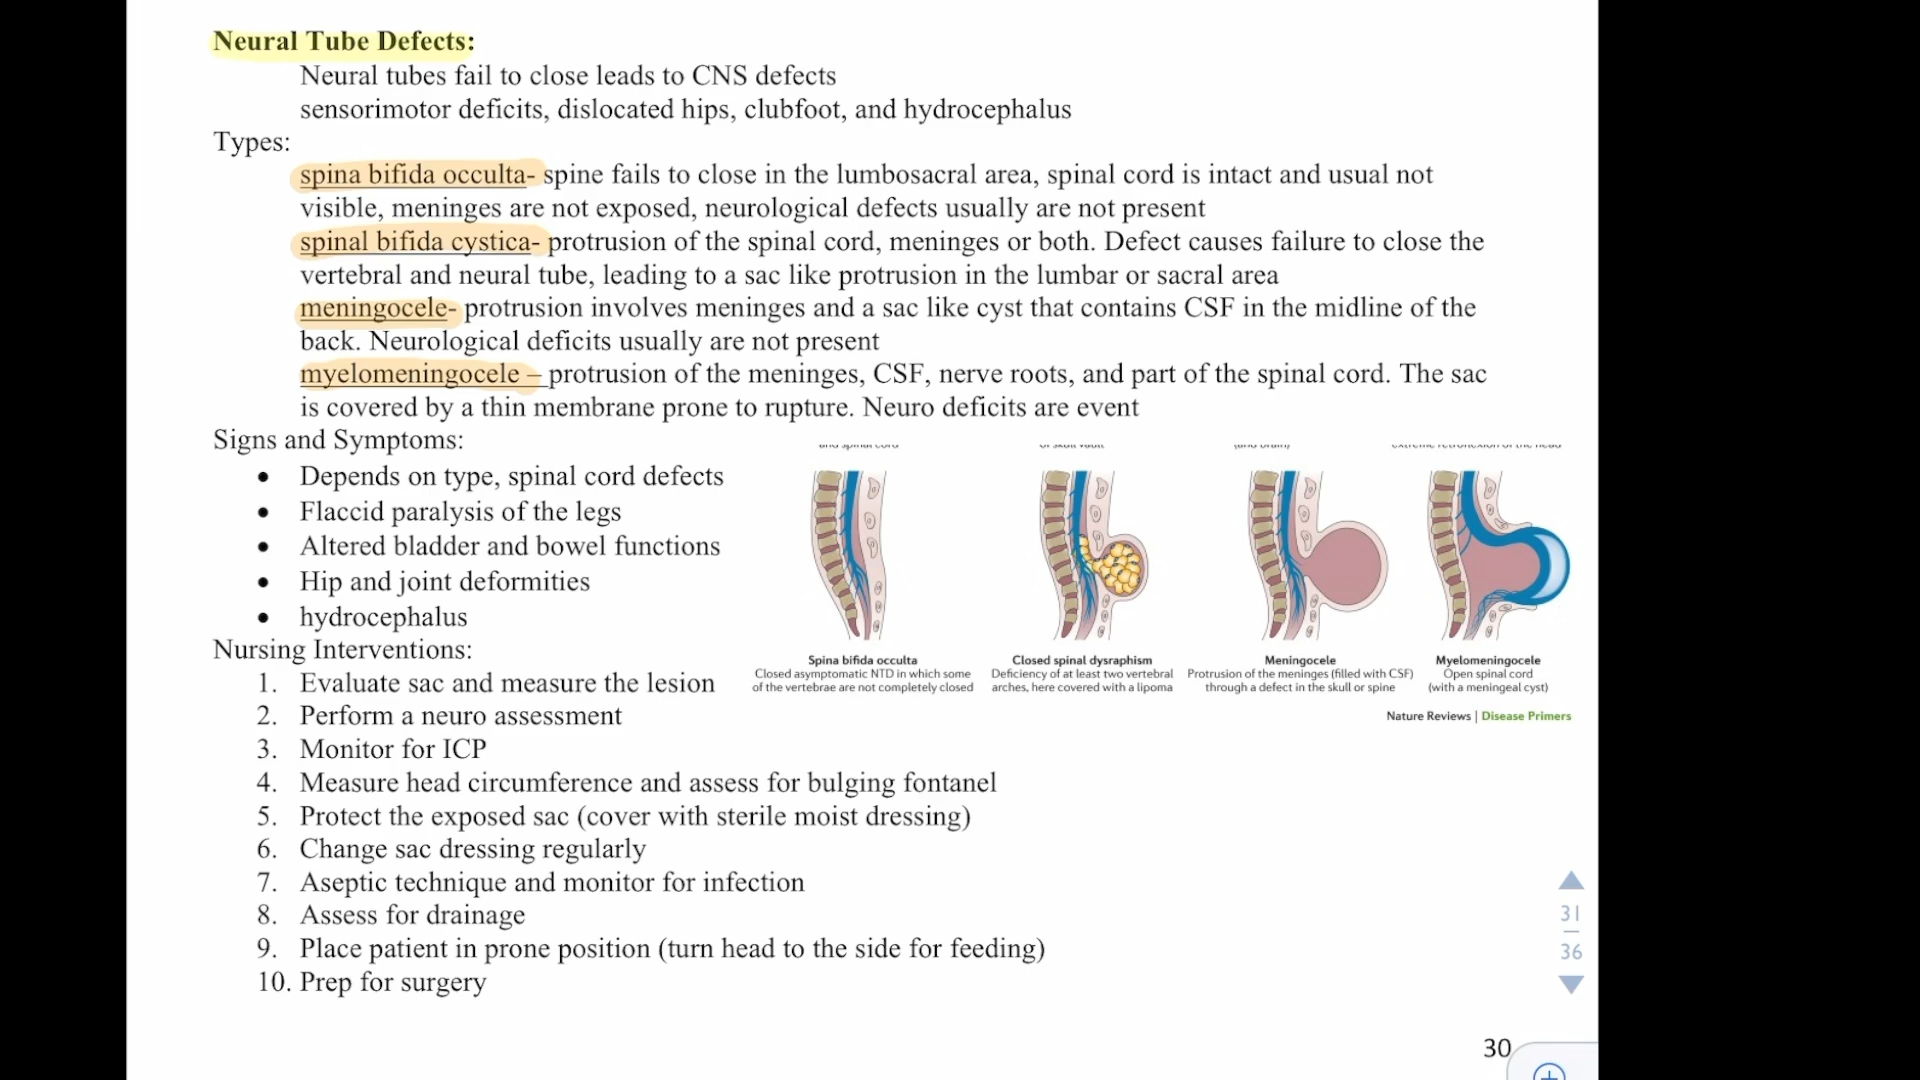 Neural Tube Defects:
Neural tubes fail to close leads to CNS defects
sensorimotor deficits, dislocated hips, clubfoot, and hydrocephalus
Types:
spina bifida occulta- spine fails to close in the lumbosacral area, spinal cord is intact and usual not
visible, meninges are not exposed, neurological defects usually are not present
spinal bifida cystica- protrusion of the spinal cord, meninges or both. Defect causes failure to close the
vertebral and neural tube, leading to a sac like protrusion in the lumbar or sacral area
meningocele- protrusion involves meninges and a sac like cyst that contains CSF in the midline of the
back. Neurological deficits usually are not present
myelomeningocele – protrusion of the meninges, CSF, nerve roots, and part of the spinal cord. The sac
is covered by a thin membrane prone to rupture. Neuro deficits are event
Signs and Symptoms:
• Depends on type, spinal cord defects
• Flaccid paralysis of the legs
• Altered bladder and bowel functions
• Hip and joint deformities
• hydrocephalus
Nursing Interventions:
1. Evaluate sac and measure the lesion
2. Perform a neuro assessment
3. Monitor for ICP
4. Measure head circumference and assess for bulging fontanel
5. Protect the exposed sac (cover with sterile moist dressing)
6. Change sac dressing regularly
7. Aseptic technique and monitor for infection
8. Assess for drainage
9. Place patient in prone position (turn head to the side for feeding)
10. Prep for surgery
Spina bifida occulta
Closed asymptomatic NTD in which some
of the vertebrae are not completely closed
Closed spinal dysraphism
Deficiency of at least two vertebral
arches, here covered with a lipoma
Meningocele
Protrusion of the meninges (filled with CSF)
through a defect in the skull or spine
Myelomeningocele
Open spinal cord
(with a meningeal cyst)
Nature Reviews | Disease Primers
31
36
30